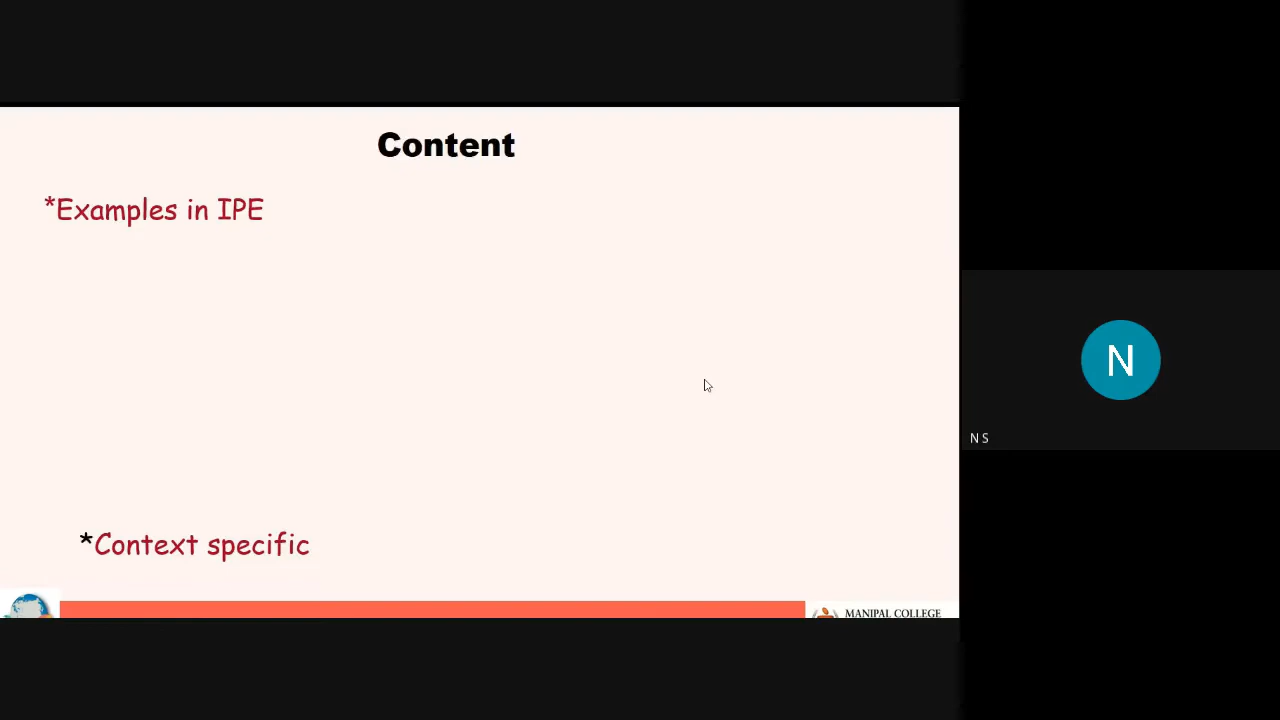 Content
*Examples in IPE
*Context specific
MANIPAL COLLEGE
N
N S